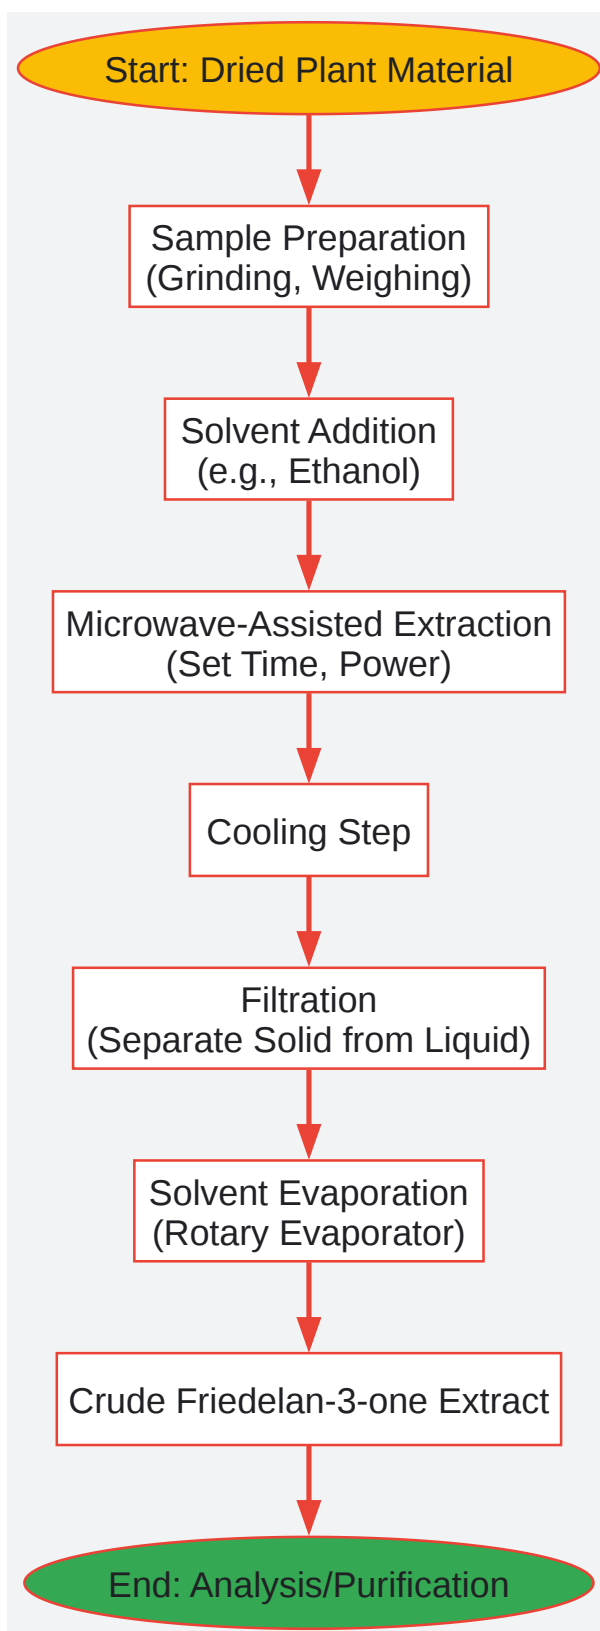 Start: Dried Plant Material
Sample Preparation
(Grinding, Weighing)
Solvent Addition
(e.g., Ethanol)
Microwave-Assisted Extraction
(Set Time, Power)
Cooling Step
Filtration
(Separate Solid from Liquid)
Solvent Evaporation
(Rotary Evaporator)
Crude Friedelan-3-one Extract
End: Analysis/Purification